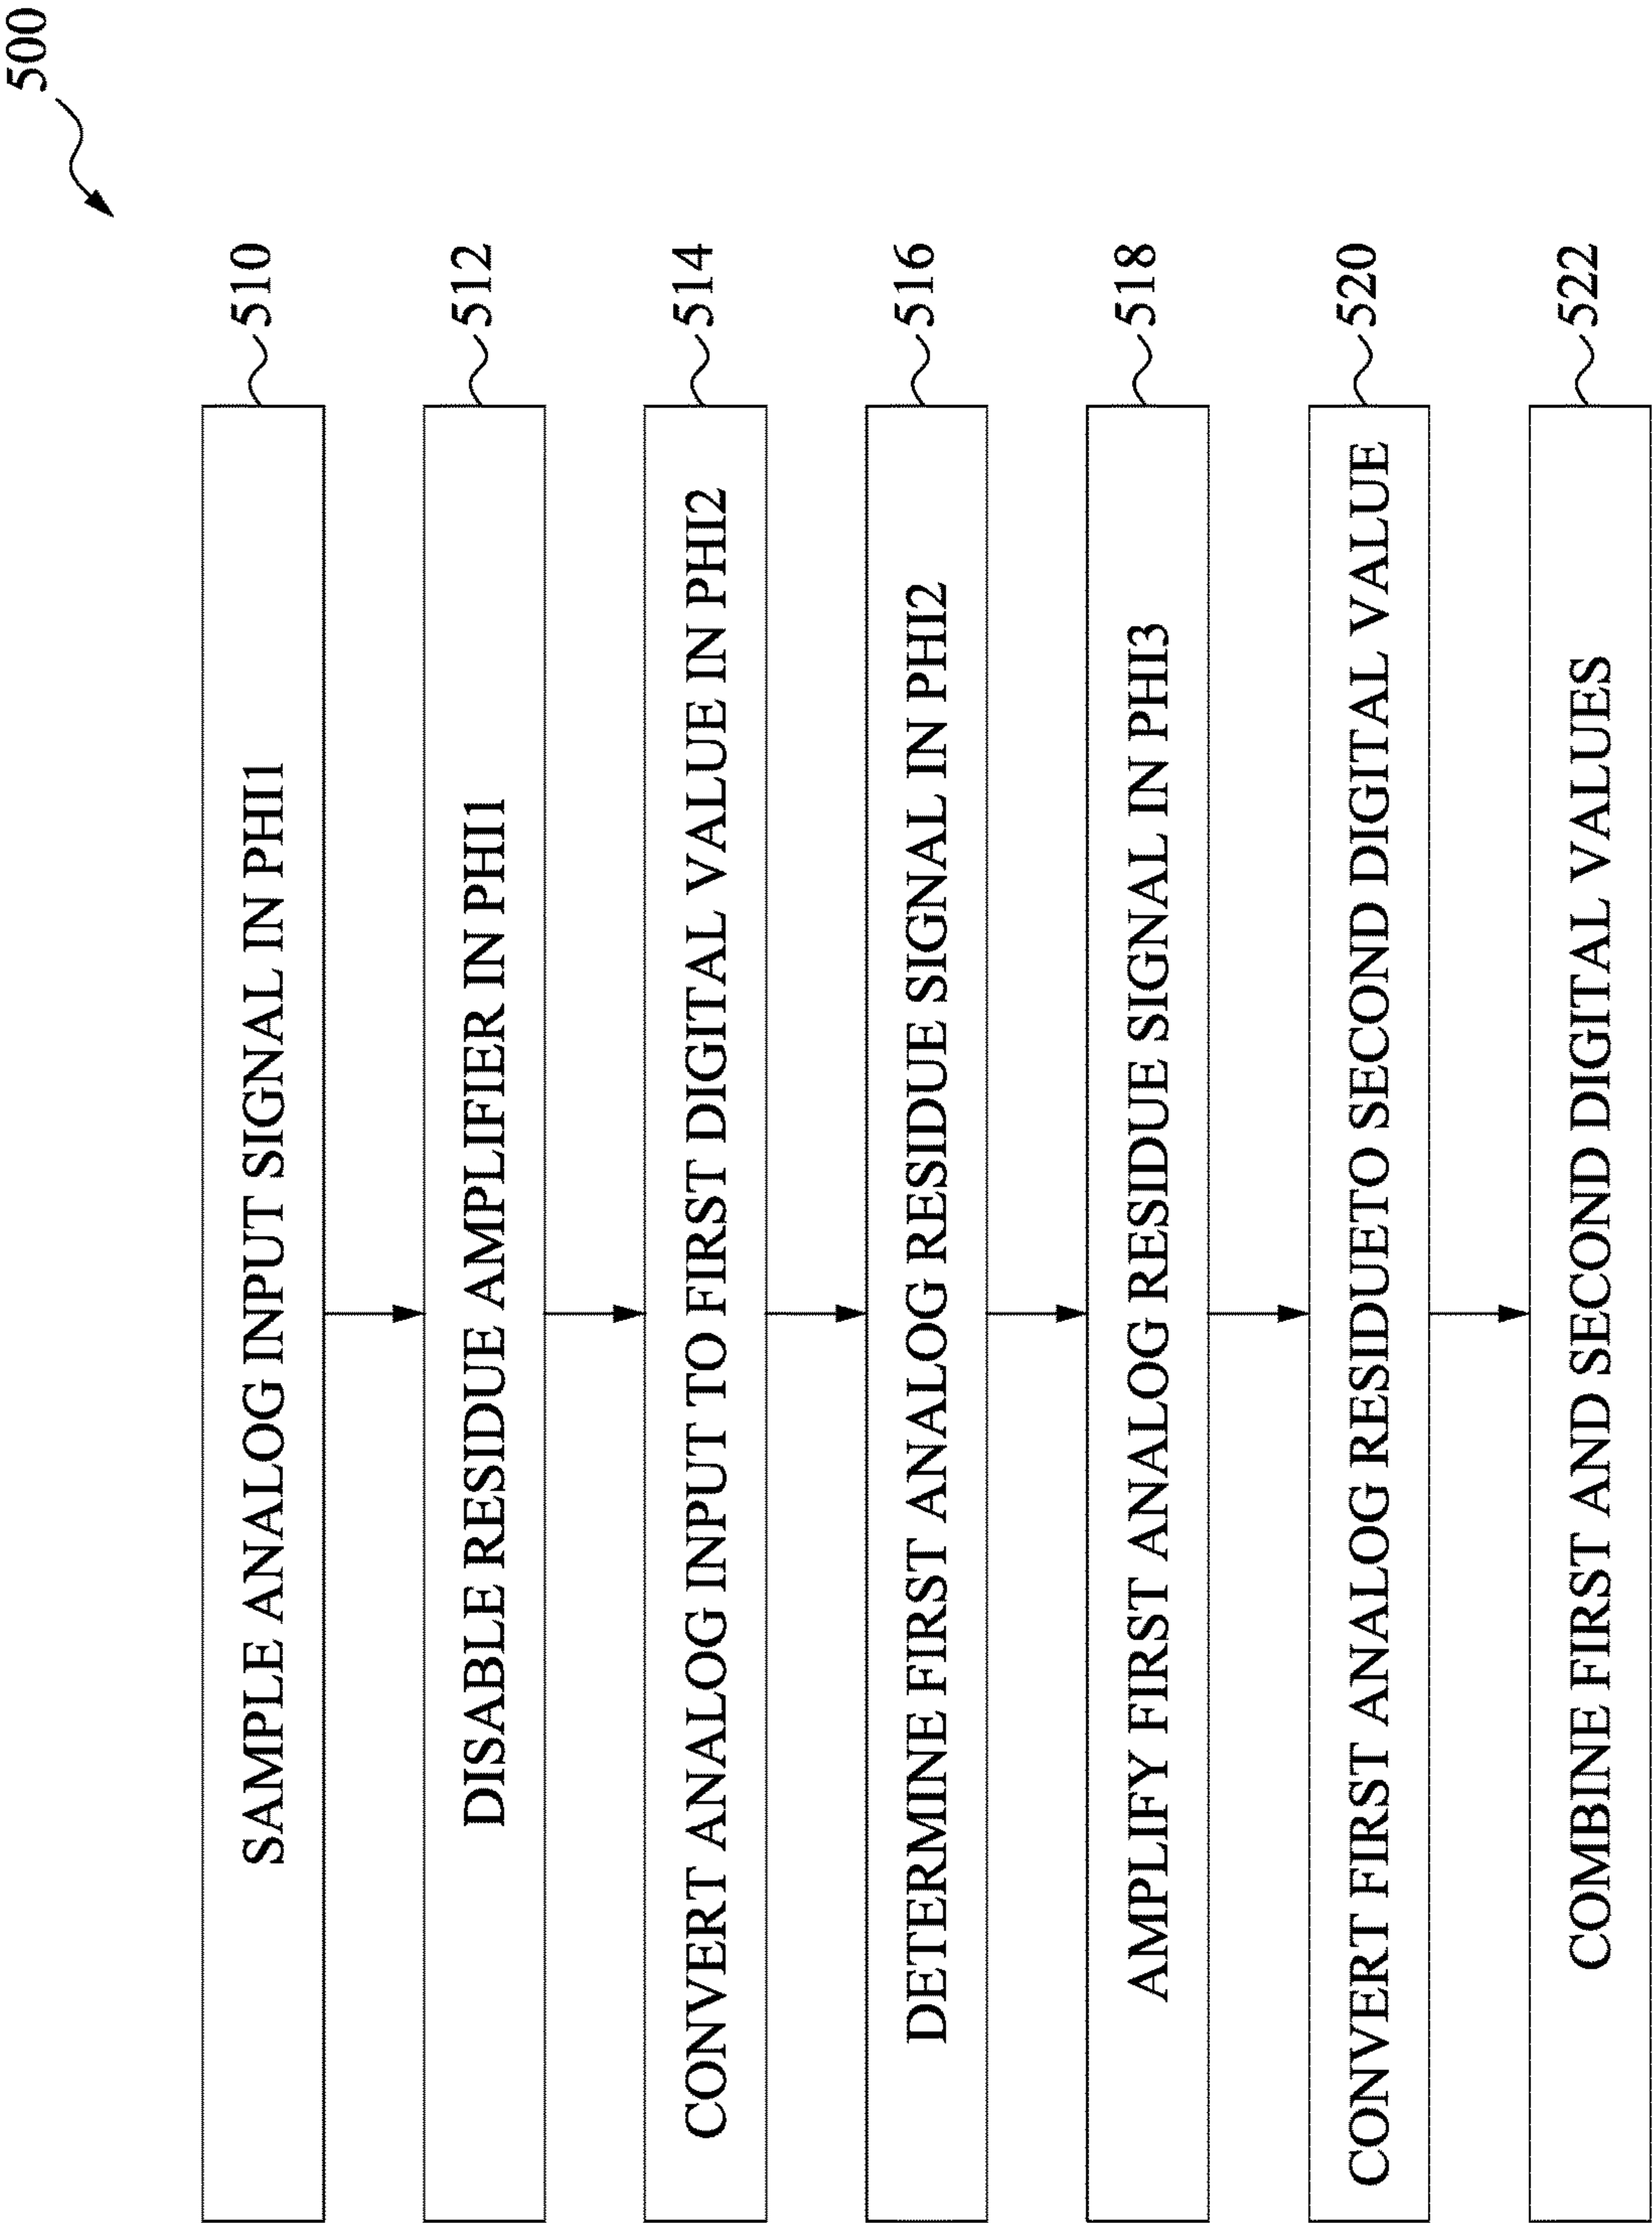 500
SAMPLE ANALOG INPUT SIGNAL IN PHI1
510
DISABLE RESIDUE AMPLIFIER IN PHI1
512
CONVERT ANALOG INPUT TO FIRST DIGITAL VALUE IN PHI2
514
DETERMINE FIRST ANALOG RESIDUE SIGNAL IN PHI2
516
AMPLIFY FIRST ANALOG RESIDUE SIGNAL IN PHI3
518
CONVERT FIRST ANALOG RESIDUETO SECOND DIGITAL VALUE
520
COMBINE FIRST AND SECOND DIGITAL VALUES
522